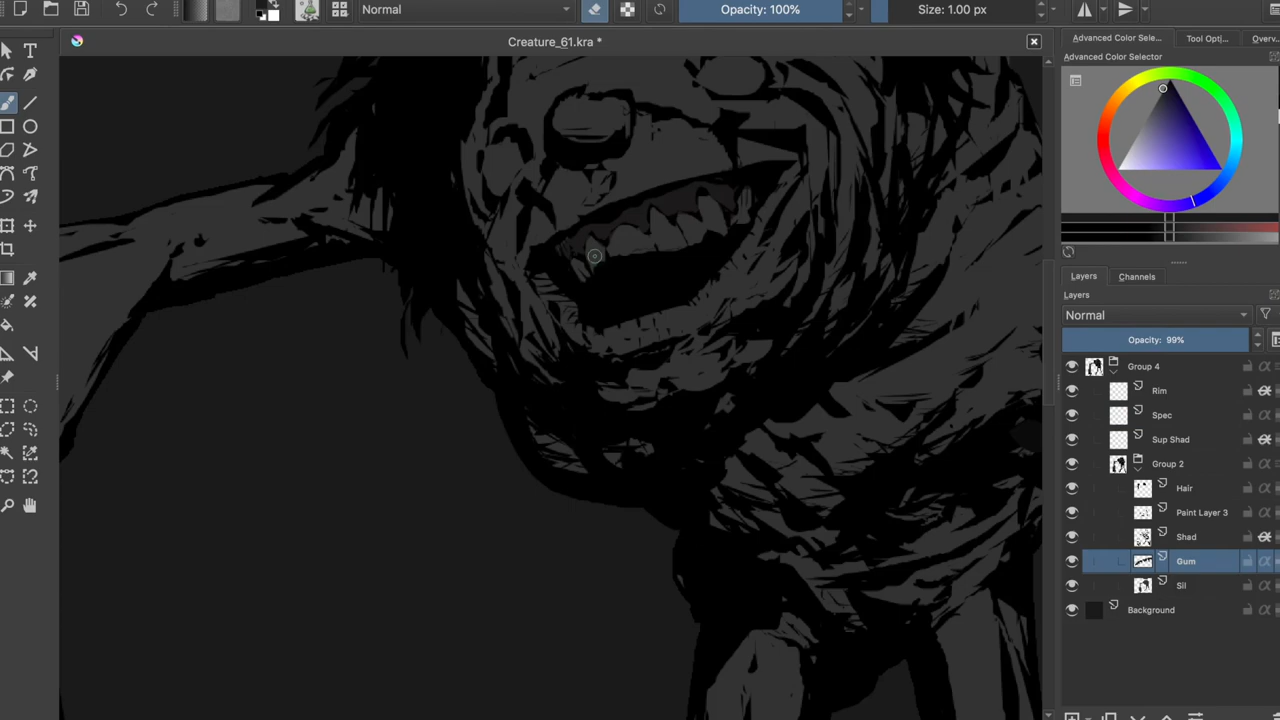 Normal
Opacity: 100%
Size: 1.00 px
Creature_61.kra *
Advanced Color Sele...
Tool Opti...
Overv...
Advanced Color Selector
Layers
Channels
Layers
Normal
Opacity: 99%
Group 4
Rim
Spec
Sup Shad
Group 2
Hair
Paint Layer 3
Shad
Gum
Sil
Background